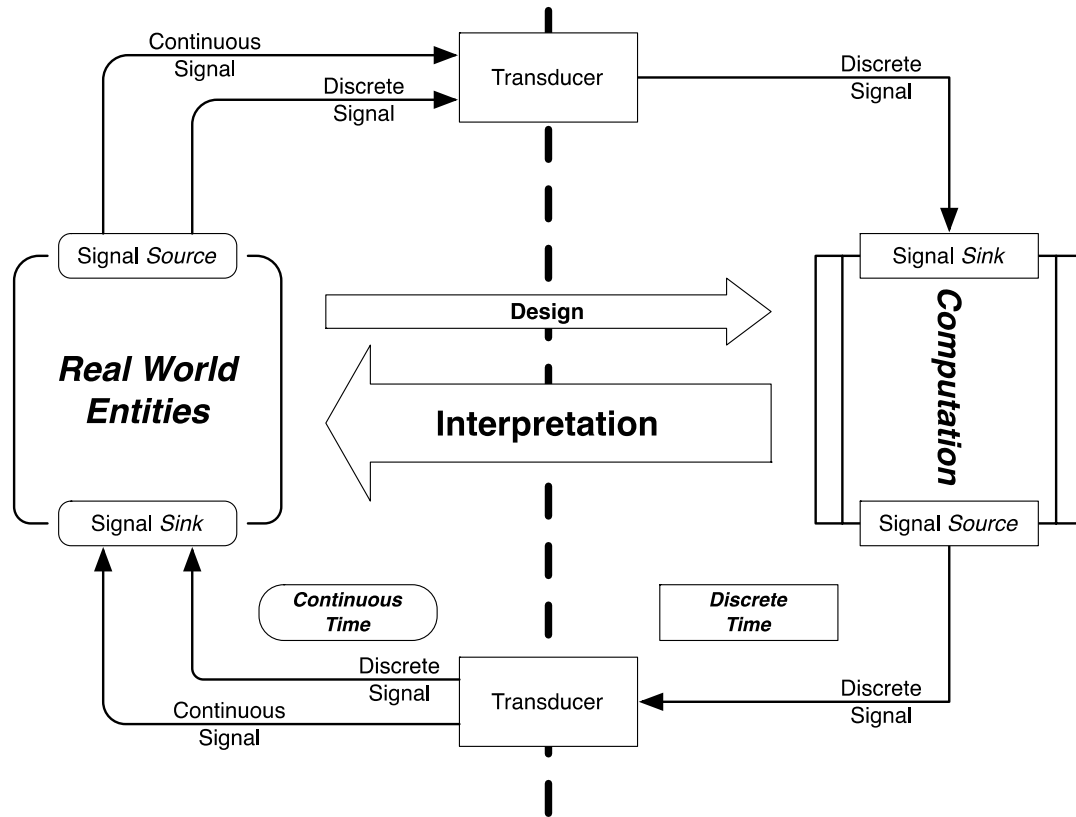 Continuous
Signal
Discrete
Signal
Transducer
Discrete
Signal
Signal Source
Signal Sink
Design
Real World
Entities
Interpretation
Computation
Signal Sink
Signal Source
Continuous
Time
Discrete
Time
Discrete
Signal
Continuous
Signal
Transducer
Discrete
Signal